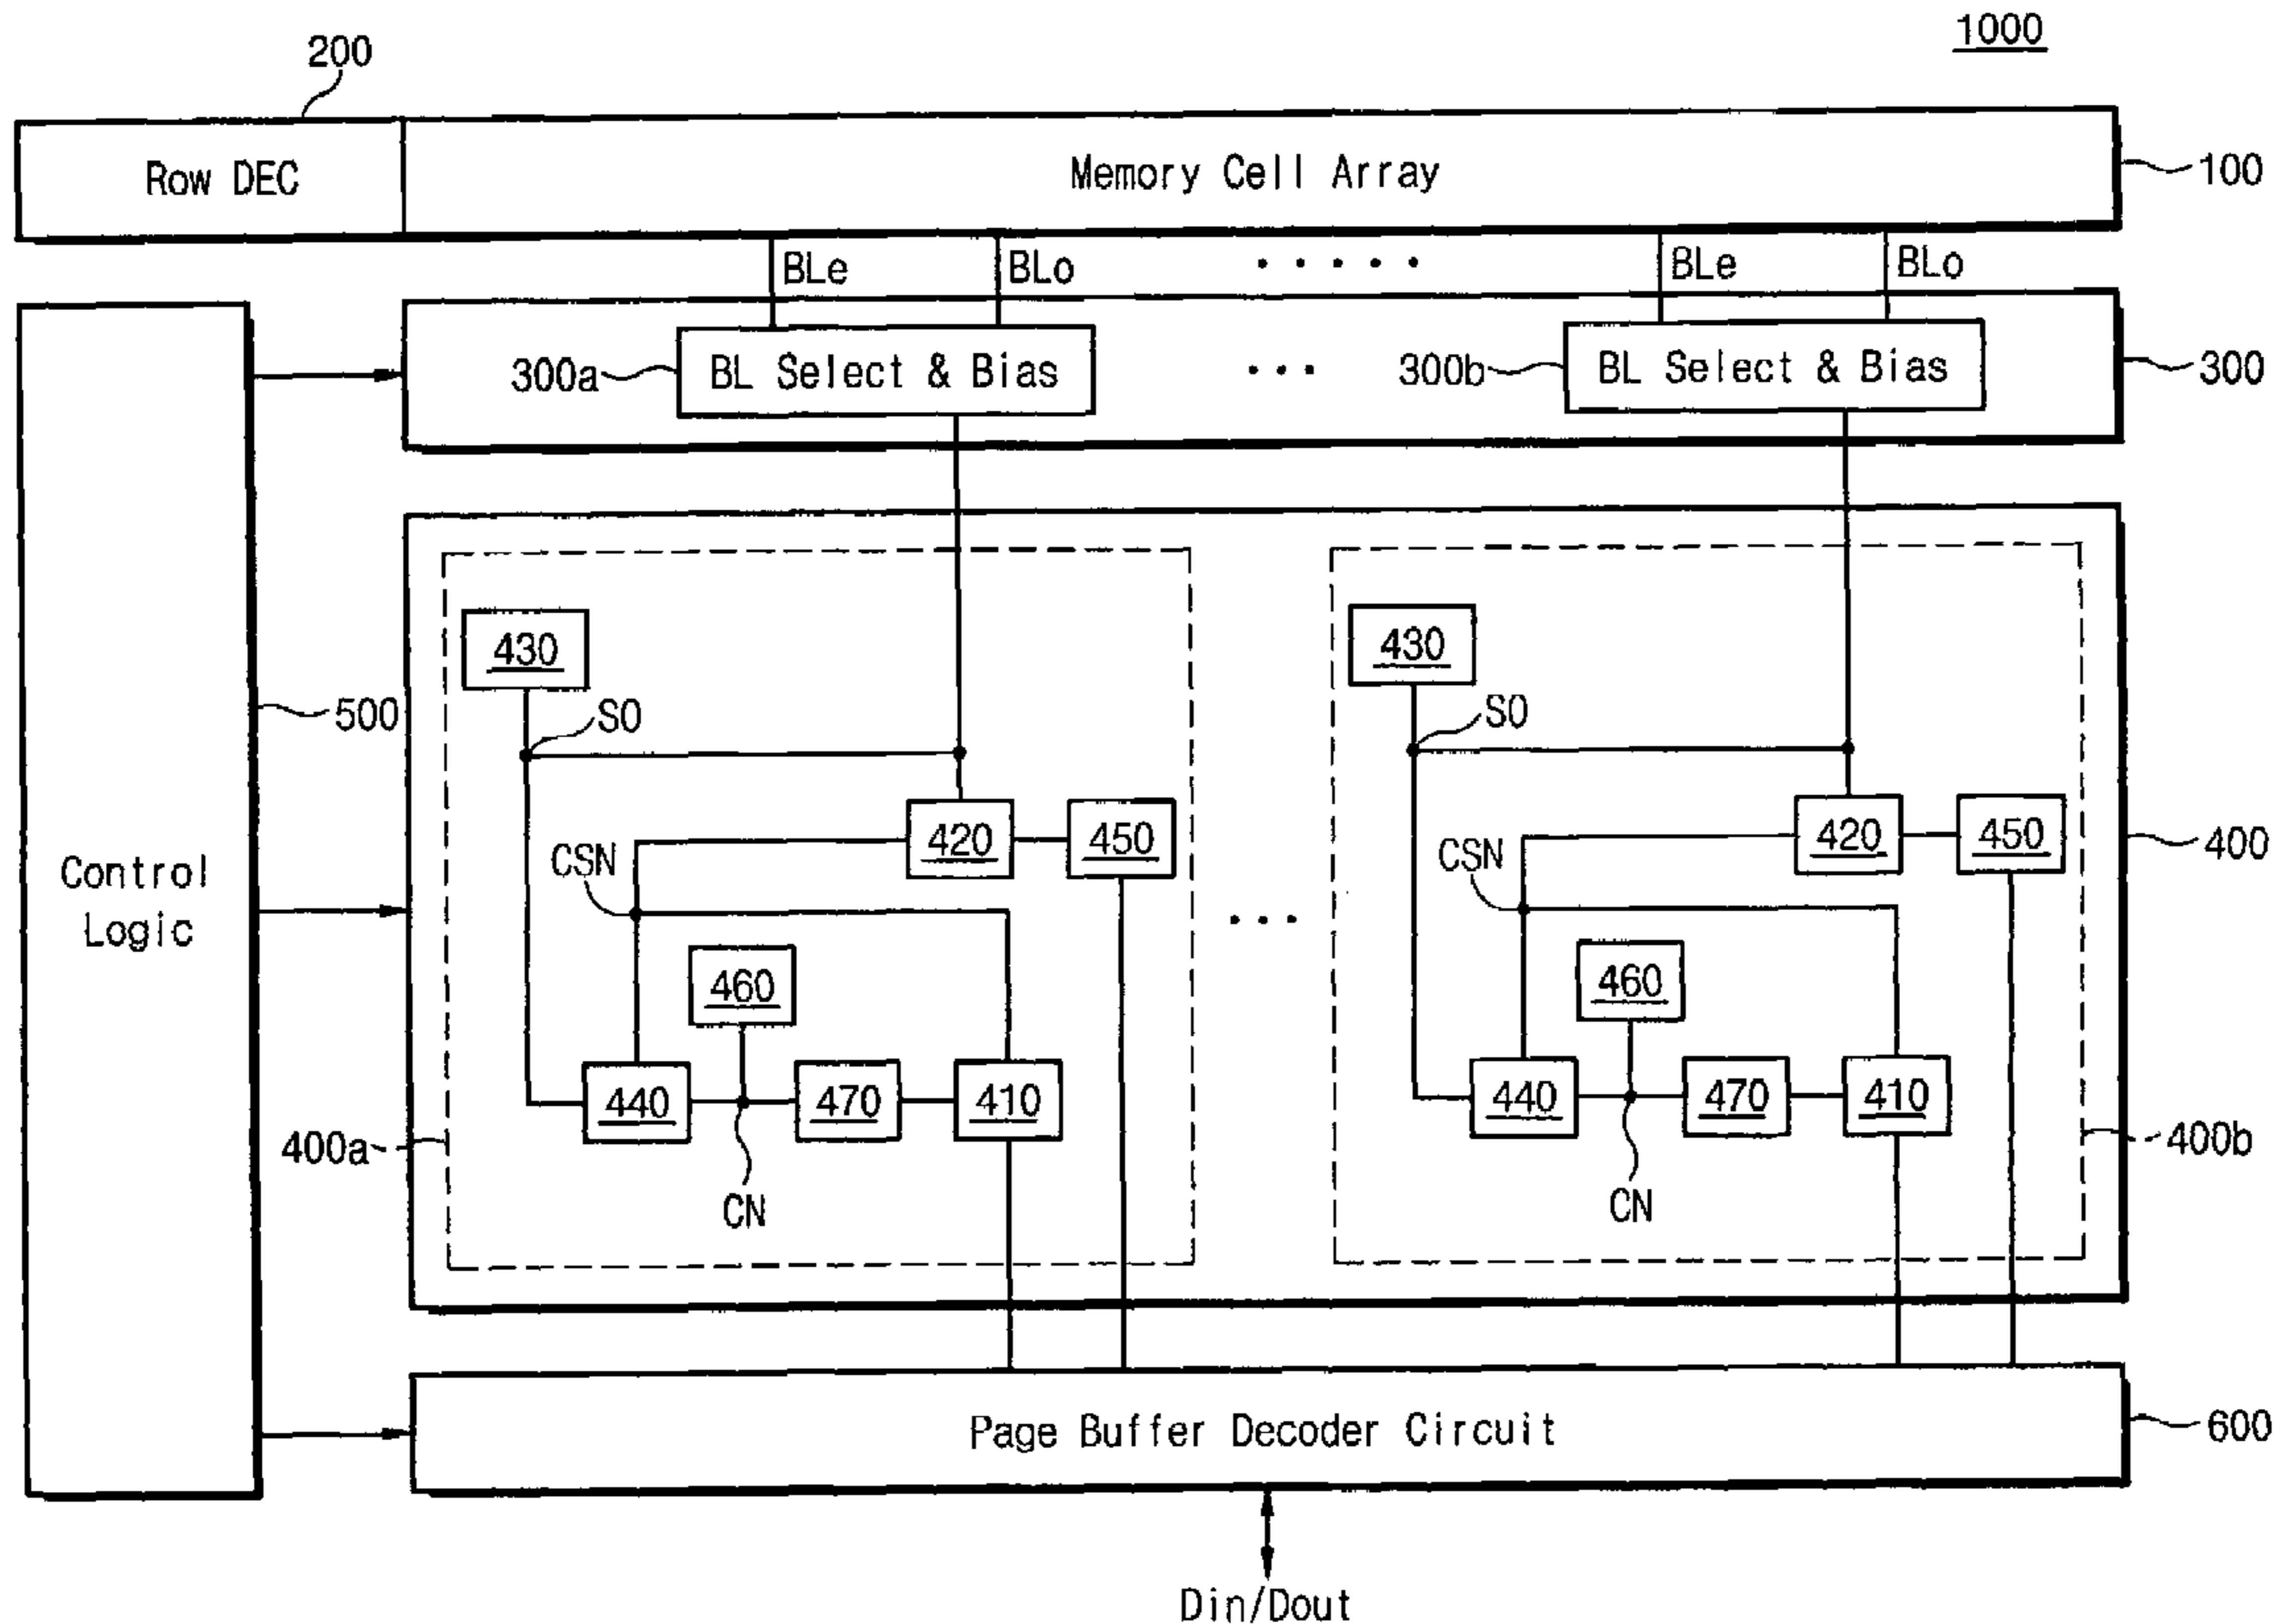 1000
200
Row DEC
Memory Cell Array
100
BLe
BLo
BLe
BLo
300a
BL Select & Bias
300b
BL Select & Bias
300
430
SO
430
SO
500
420
450
420
450
400
CSN
CSN
Control
Logic
460
460
440
470
410
440
470
410
400a
400b
CN
CN
Page Buffer Decoder Circuit
600
Din/Dout